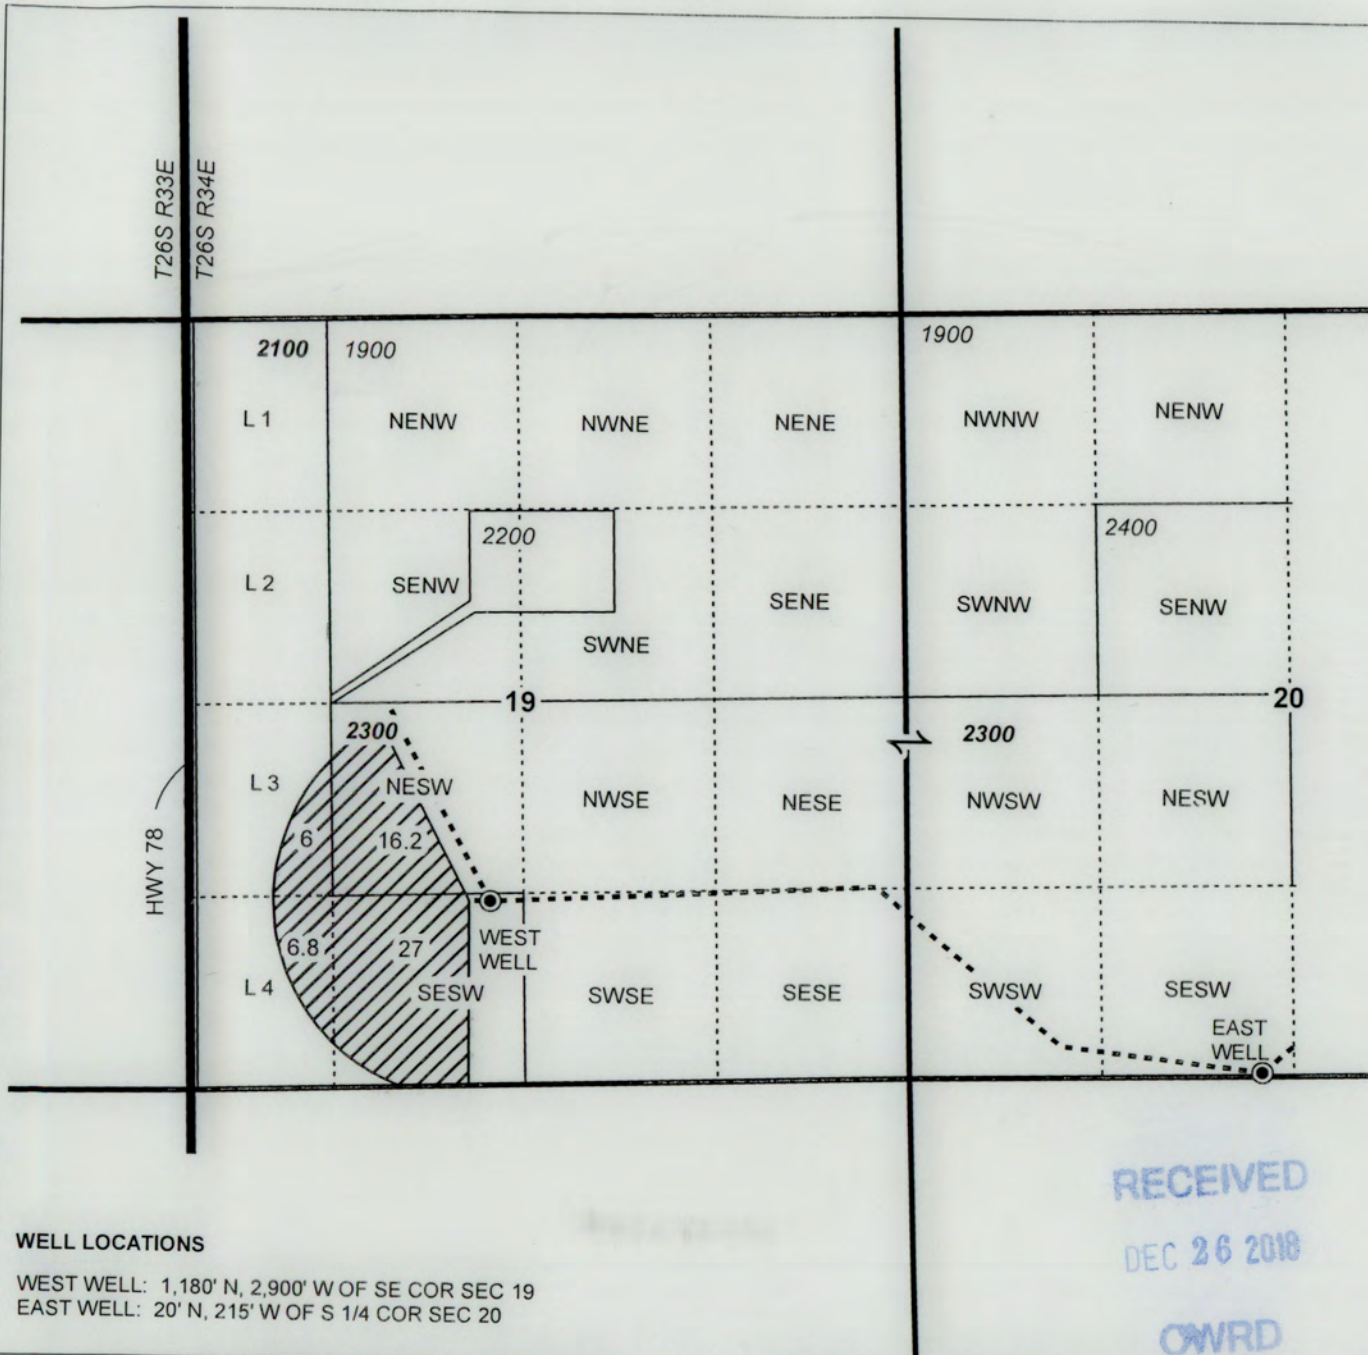 T26S R33E
T26S R34E
2100 1900 1900
L 1 NENW NWNE NENE NWNW NENW
2200 2400
L 2 SENW SENE SWNW SENW
SWNE
19 20
2300 2300
L 3 NESW NWSE NESE NWSW NESW
HWY 78
6 16.2
6.8 27
WEST
WELL
L 4 SESW SWSE SESE SWSW SESW
EAST
WELL
RECEIVED
DEC 26 2018
OWRD
WELL LOCATIONS
WEST WELL: 1,180' N, 2,900' W OF SE COR SEC 19
EAST WELL: 20' N, 215' W OF S 1/4 COR SEC 20